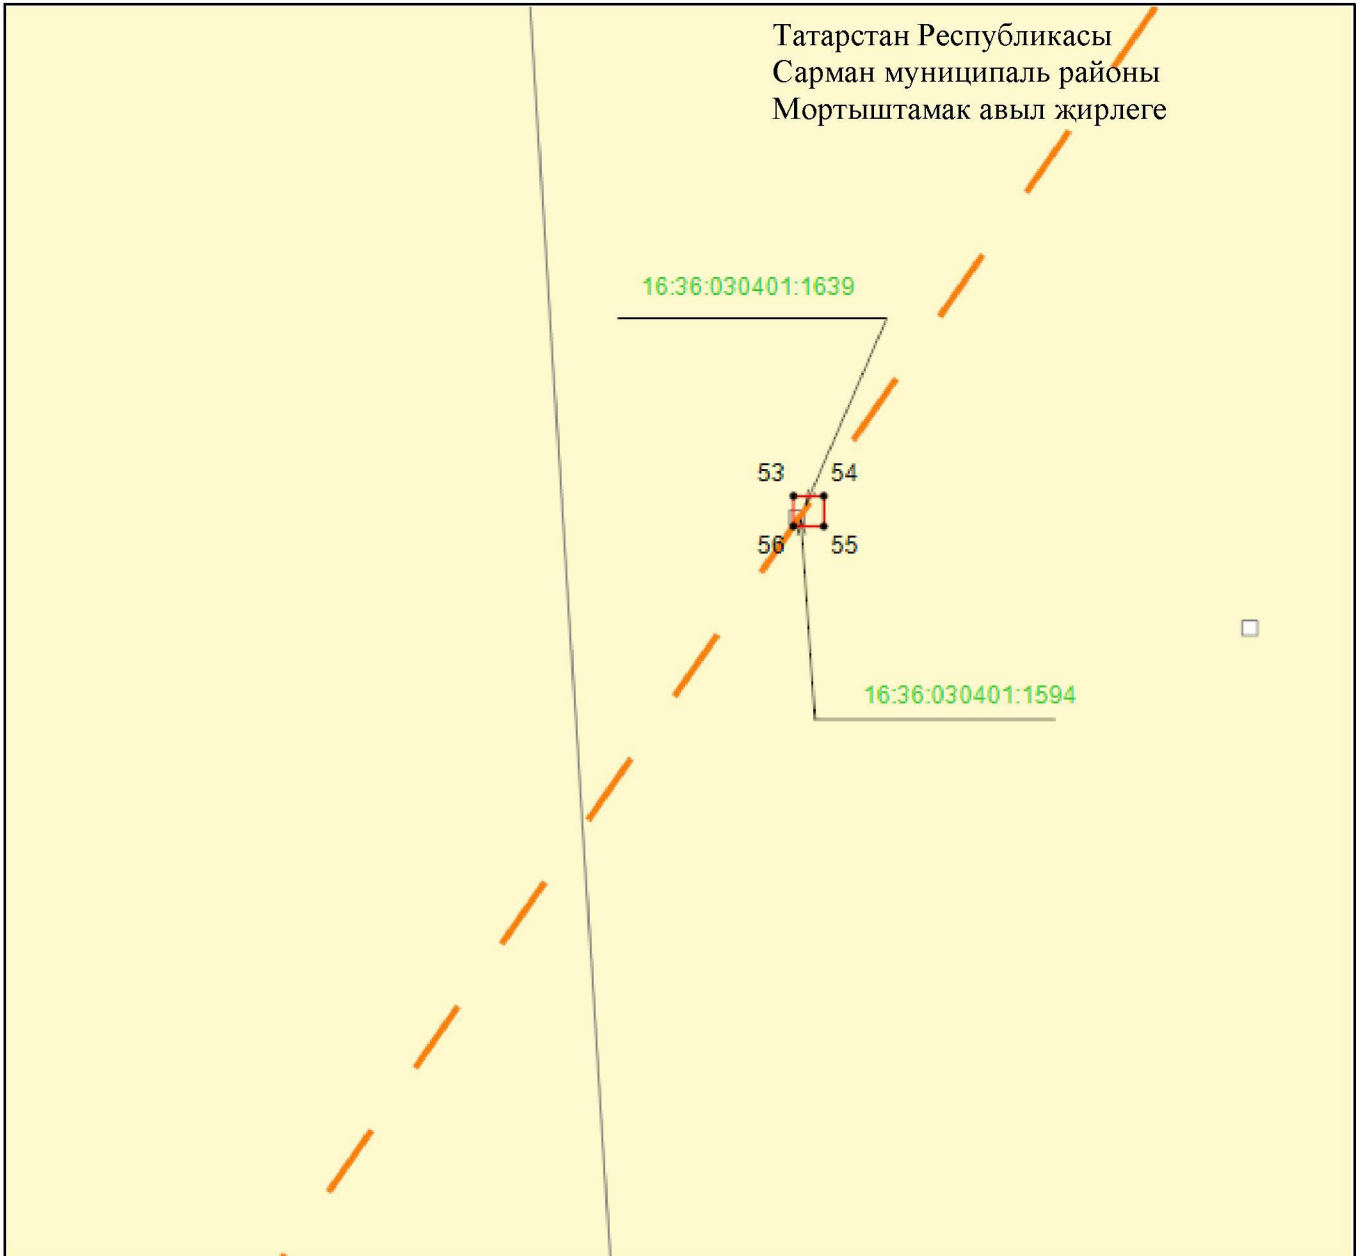 Татарстан Республикасы
Сарман муниципаль районы
Мортыштамак авыл җирлеге
16:36:030401:1639
53 54
56 55
16:36:030401:1594